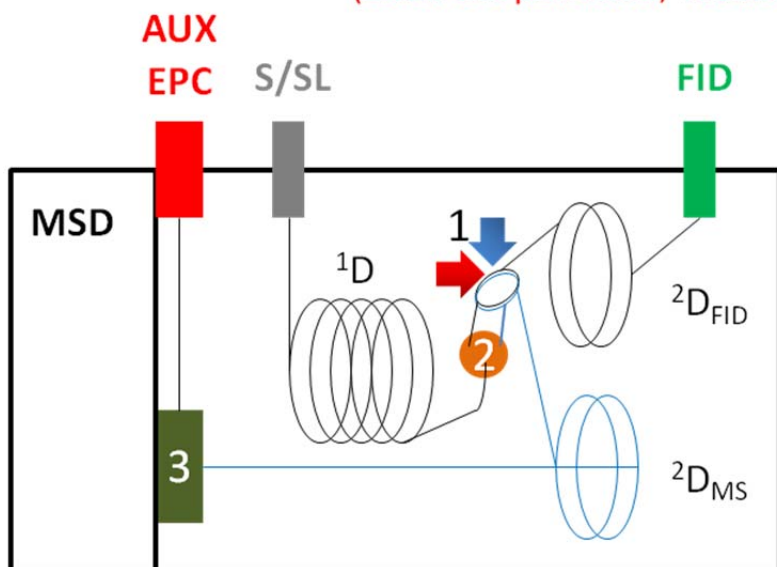 AUX
EPC
S/SL
FID
MSD
1
¹D
²D_FID
2
3
²D_MS